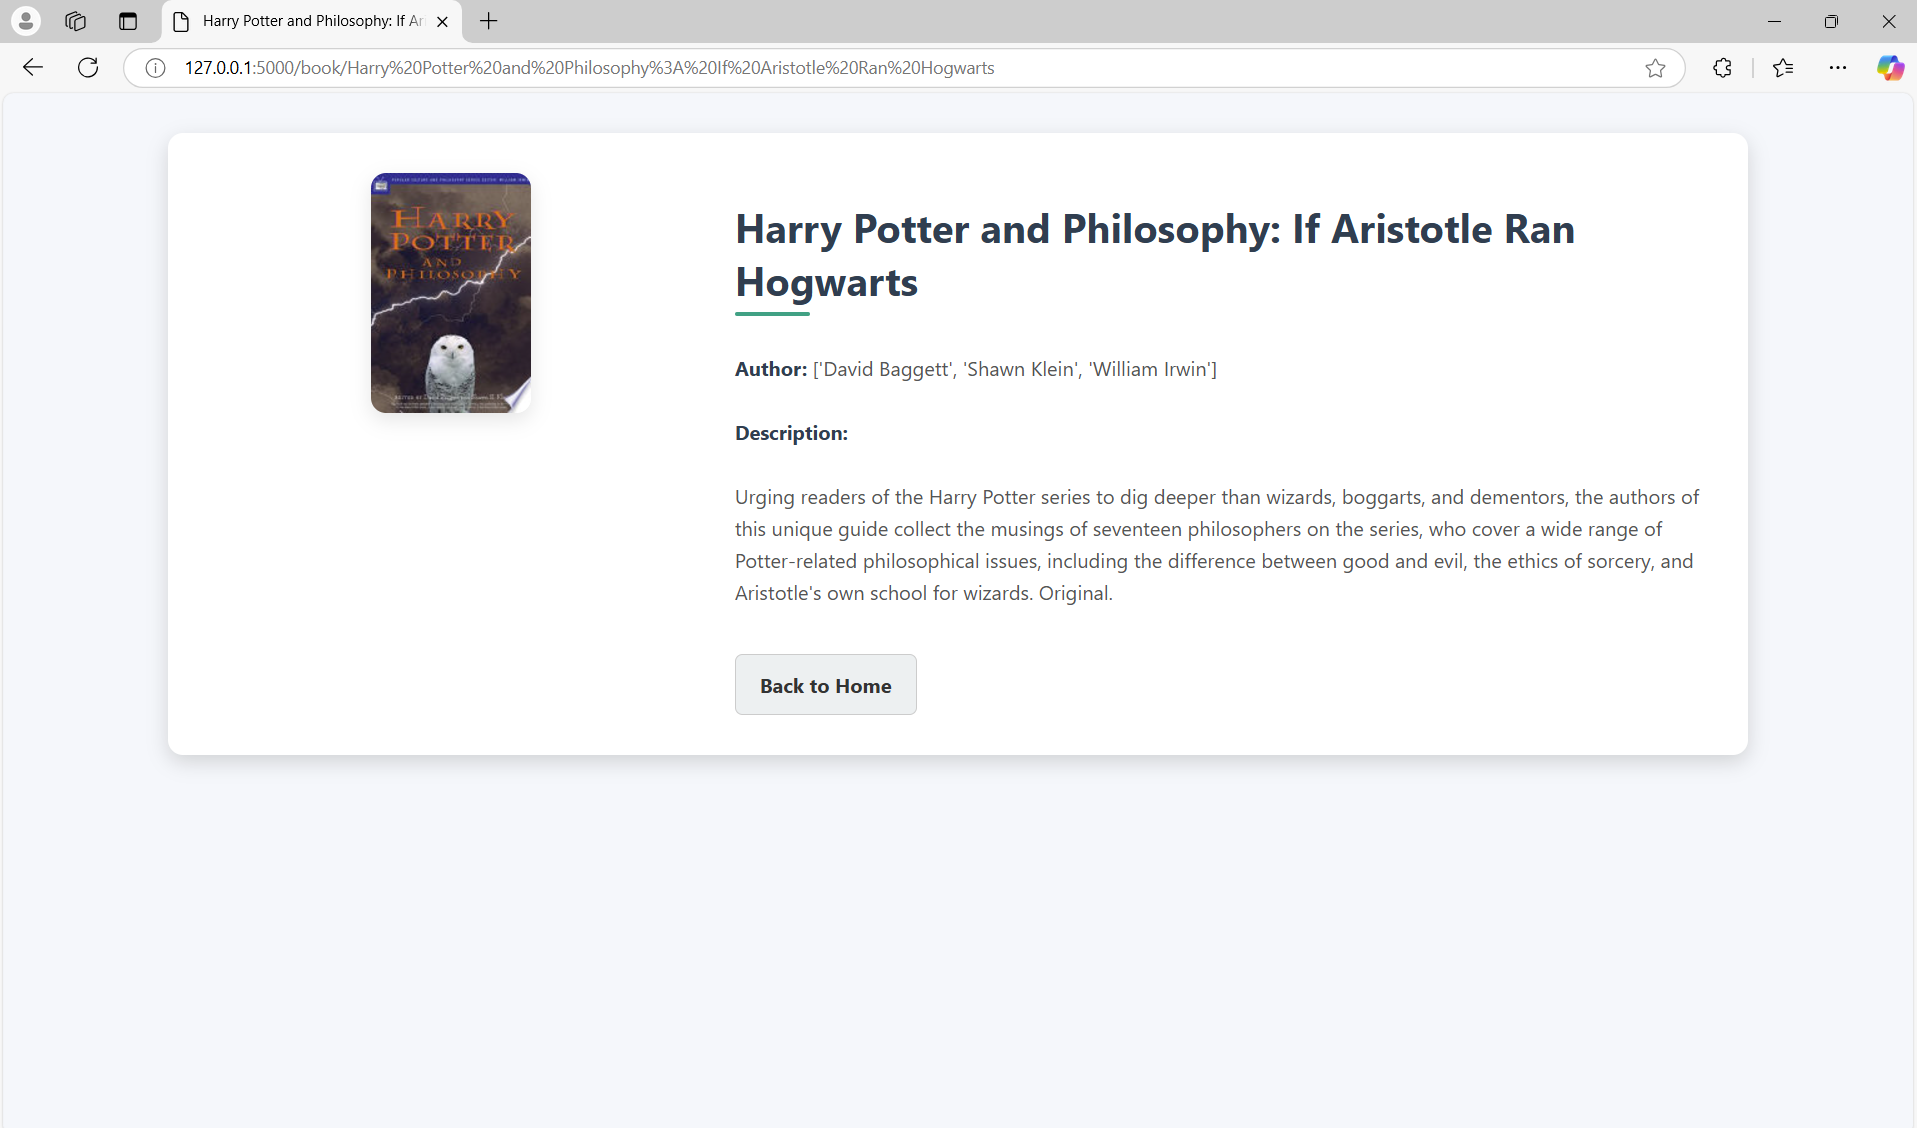 Harry Potter and Philosophy: If Ar
127.0.0.1:5000/book/Harry%20Potter%20and%20Philosophy%3A%20If%20Aristotle%20Ran%20Hogwarts
HARRY
POTTER
AND
PHILOSOPHY
Harry Potter and Philosophy: If Aristotle Ran
Hogwarts
Author: ['David Baggett', 'Shawn Klein', 'William Irwin']
Description:
Urging readers of the Harry Potter series to dig deeper than wizards, boggarts, and dementors, the authors of
this unique guide collect the musings of seventeen philosophers on the series, who cover a wide range of
Potter-related philosophical issues, including the difference between good and evil, the ethics of sorcery, and
Aristotle's own school for wizards. Original.
Back to Home